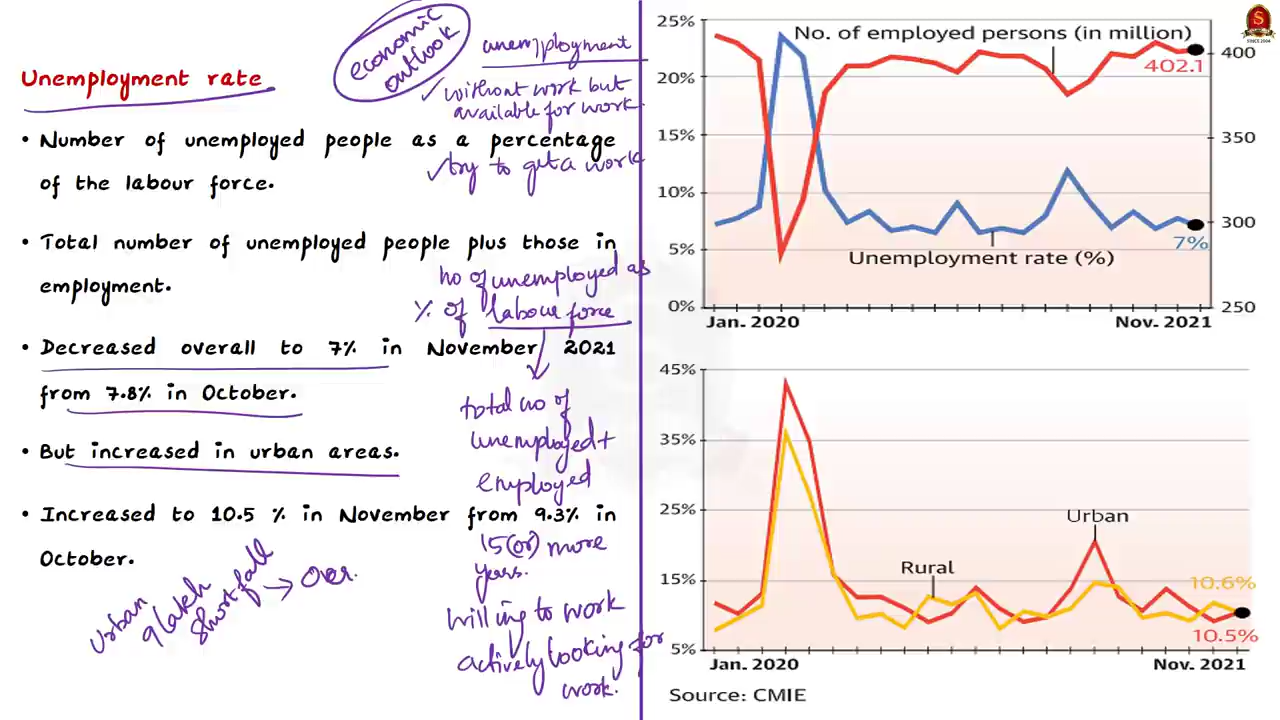 Unemployment rate
• Number of unemployed people as a percentage
of the labour force.
• Total number of unemployed people plus those in
employment.
• Decreased overall to 7% in November 2021
from 7.8% in October.
• But increased in urban areas.
• Increased to 10.5 % in November from 9.3% in
October.
urban
9 lakh
short fall → over.
economic
outlook
unemployment
✓ without work but
available for work
✓ try to get a work
no of unemployed as
% of labour force
total no of
unemployed +
employed
15 (or) more
years.
willing to work
actively looking for
work.
S
SINCE 2004
25%
20%
15%
10%
5%
0%
No. of employed persons (in million)
402.1
400
350
300
250
7%
Unemployment rate (%)
Jan. 2020
Nov. 2021
45%
35%
25%
15%
5%
Urban
Rural
10.6%
10.5%
Jan. 2020
Nov. 2021
Source: CMIE